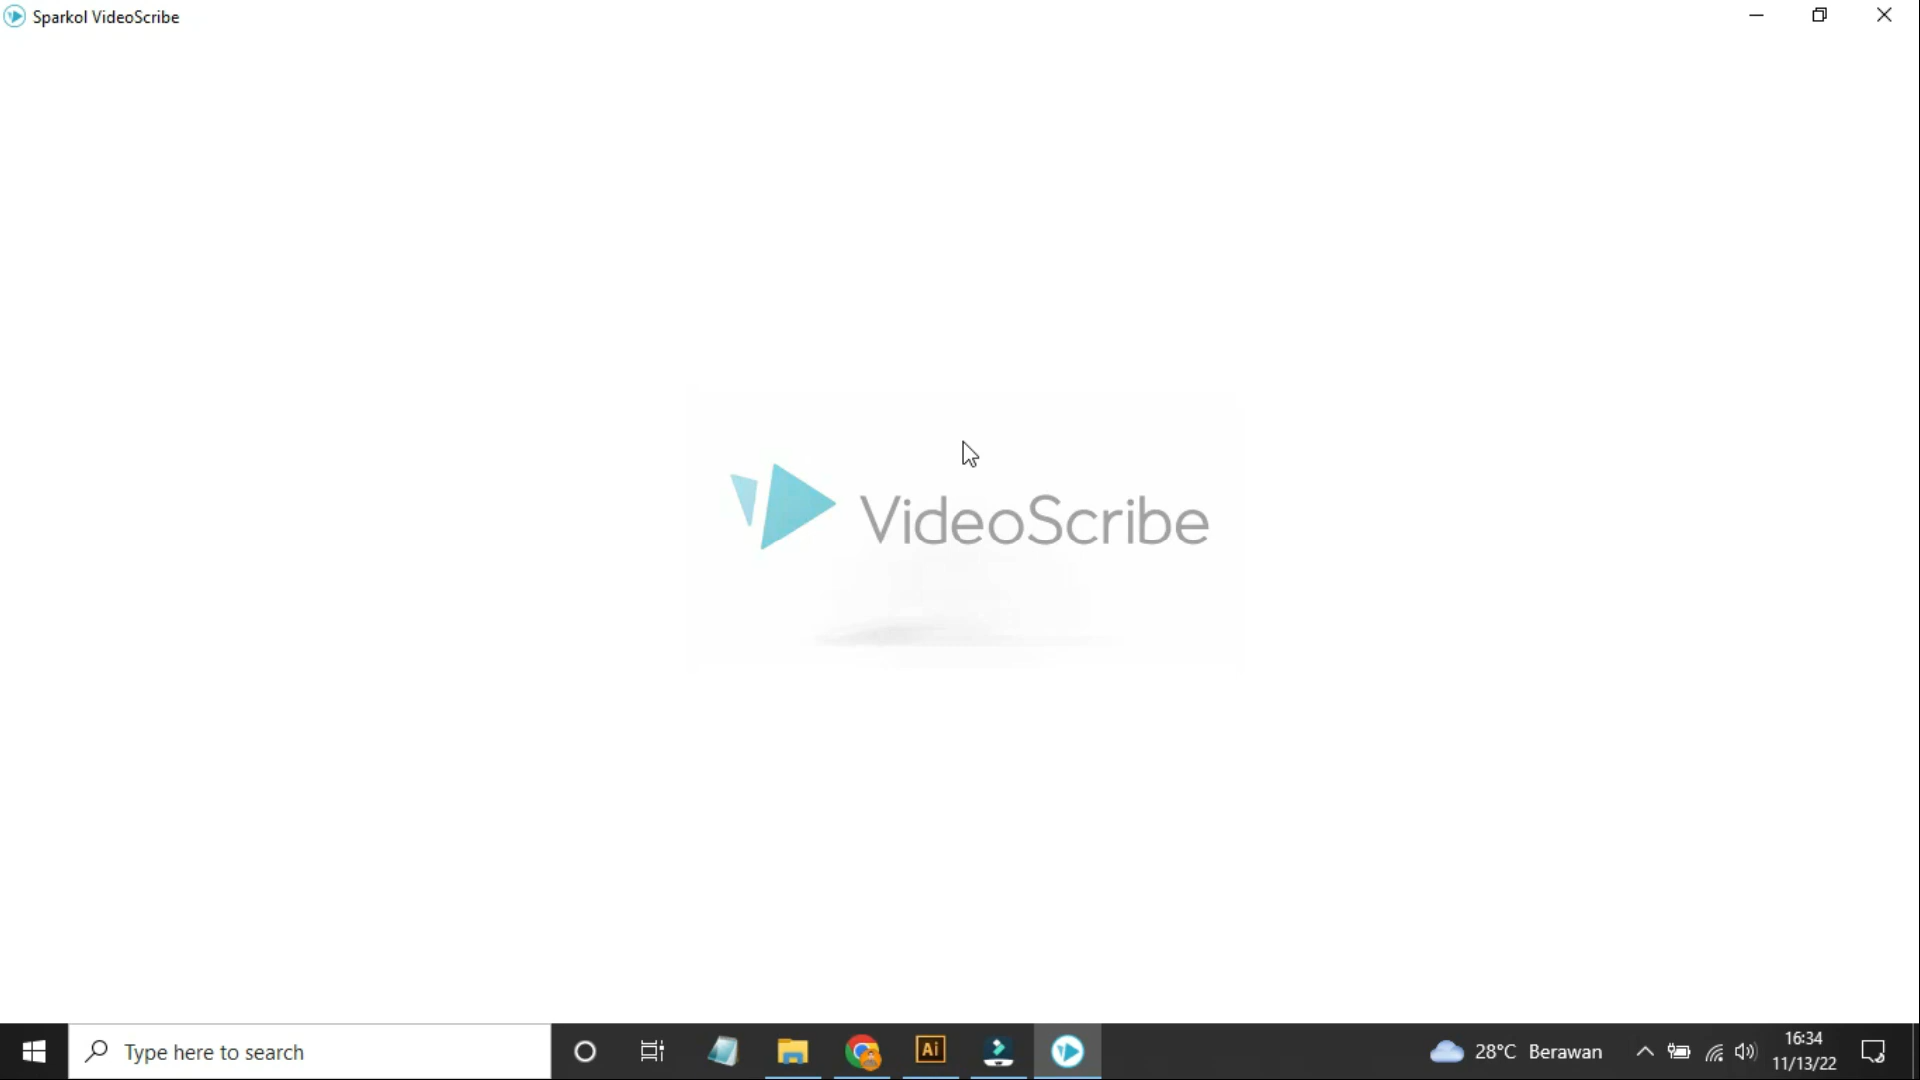 Sparkol VideoScribe
VideoScribe
Type here to search
Ai
28°C Berawan
16:34
11/13/22